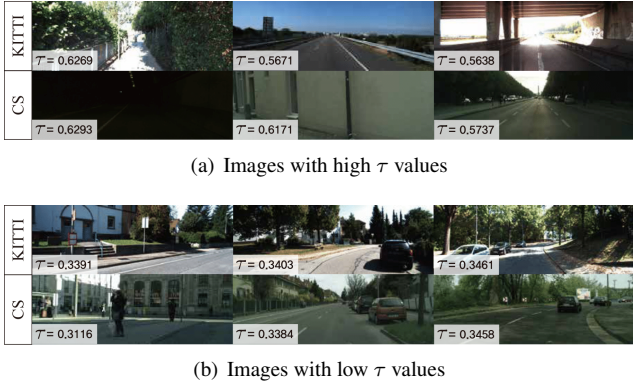 KITTI
τ = 0,6269
τ = 0,5671
τ = 0,5638
CS
τ = 0,6293
τ = 0,6171
τ = 0,5737
(a) Images with high τ values
KITTI
τ = 0,3391
τ = 0,3403
τ = 0,3461
CS
τ = 0,3116
τ = 0,3384
τ = 0,3458
(b) Images with low τ values